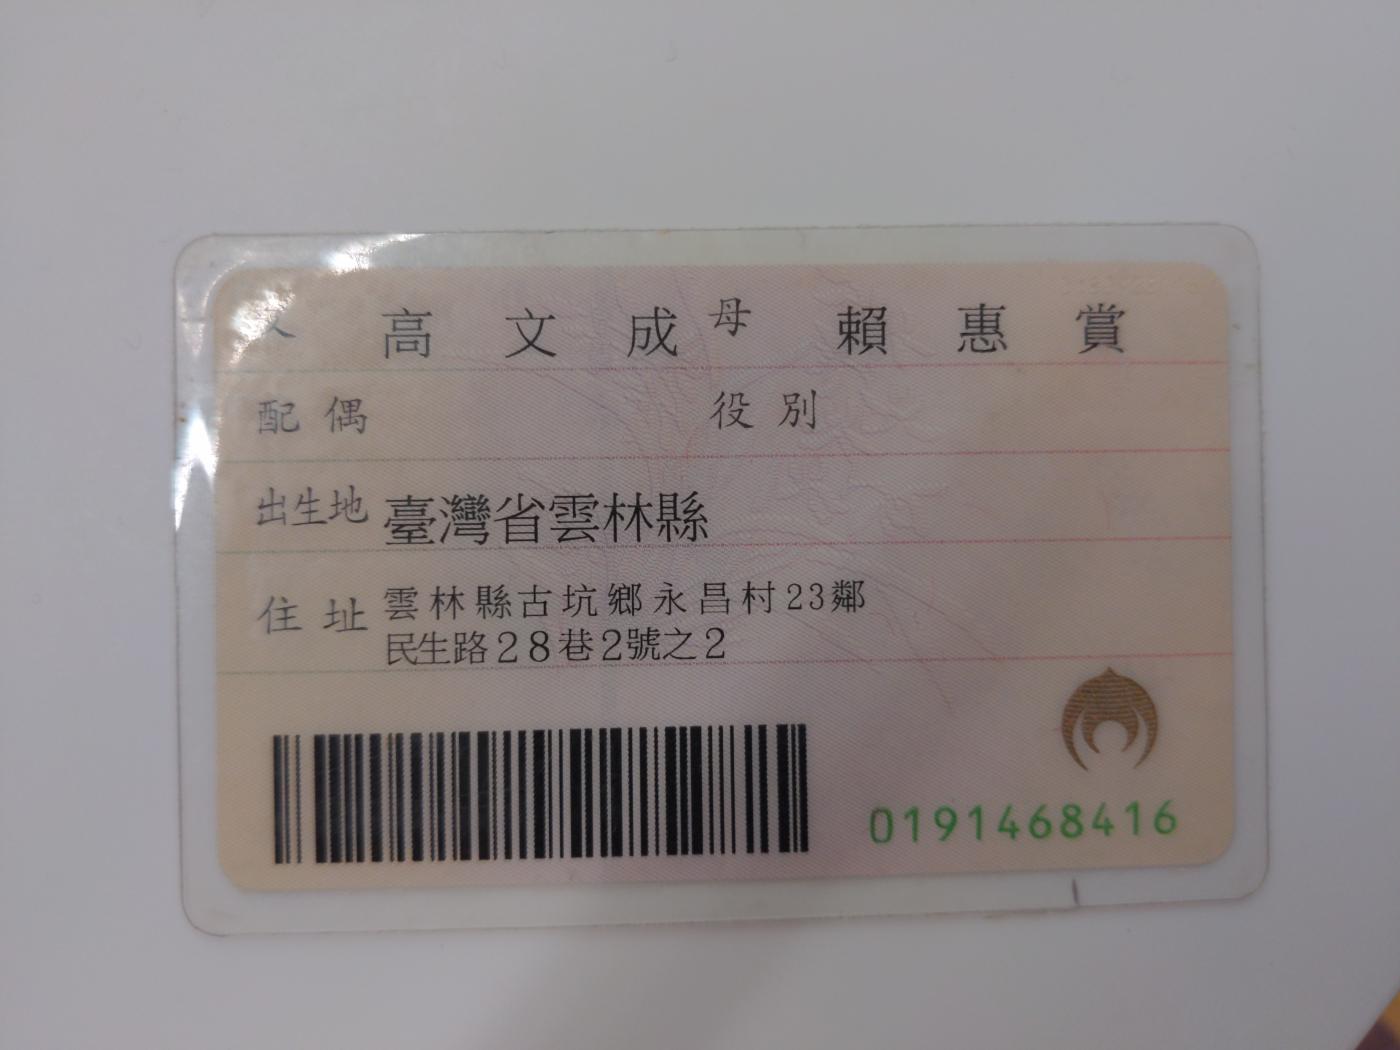 高文成 母 賴惠賞
配偶 役別
出生地 臺灣省雲林縣
住址 雲林縣古坑鄉永昌村23鄰
民生路28巷2號之2
0191468416